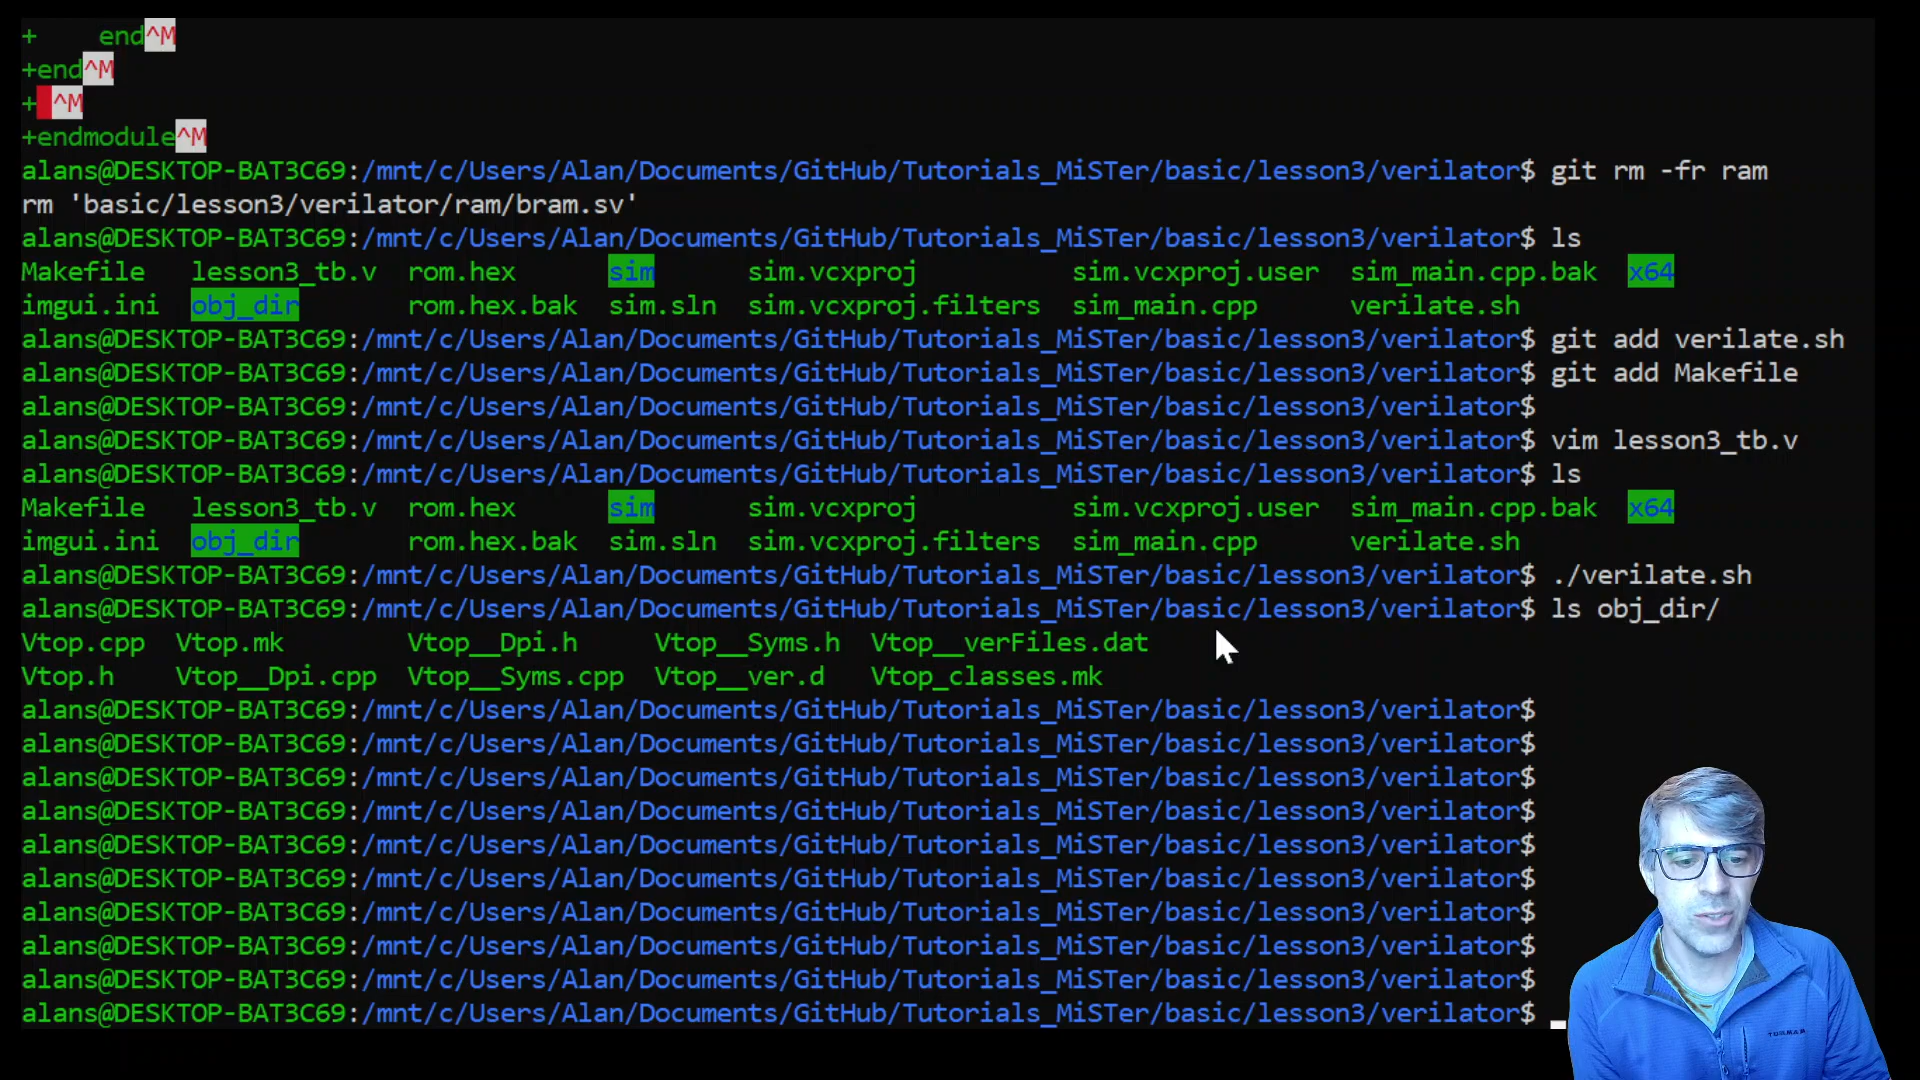 +    end^M
+end^M
+ ^M
+endmodule^M
alans@DESKTOP-BAT3C69:/mnt/c/Users/Alan/Documents/GitHub/Tutorials_MiSTer/basic/lesson3/verilator$ git rm -fr ram
rm 'basic/lesson3/verilator/ram/bram.sv'
alans@DESKTOP-BAT3C69:/mnt/c/Users/Alan/Documents/GitHub/Tutorials_MiSTer/basic/lesson3/verilator$ ls
Makefile   lesson3_tb.v  rom.hex      sim      sim.vcxproj          sim.vcxproj.user  sim_main.cpp.bak  x64
imgui.ini  obj_dir       rom.hex.bak  sim.sln  sim.vcxproj.filters  sim_main.cpp      verilate.sh
alans@DESKTOP-BAT3C69:/mnt/c/Users/Alan/Documents/GitHub/Tutorials_MiSTer/basic/lesson3/verilator$ git add verilate.sh
alans@DESKTOP-BAT3C69:/mnt/c/Users/Alan/Documents/GitHub/Tutorials_MiSTer/basic/lesson3/verilator$ git add Makefile
alans@DESKTOP-BAT3C69:/mnt/c/Users/Alan/Documents/GitHub/Tutorials_MiSTer/basic/lesson3/verilator$
alans@DESKTOP-BAT3C69:/mnt/c/Users/Alan/Documents/GitHub/Tutorials_MiSTer/basic/lesson3/verilator$ vim lesson3_tb.v
alans@DESKTOP-BAT3C69:/mnt/c/Users/Alan/Documents/GitHub/Tutorials_MiSTer/basic/lesson3/verilator$ ls
Makefile   lesson3_tb.v  rom.hex      sim      sim.vcxproj          sim.vcxproj.user  sim_main.cpp.bak  x64
imgui.ini  obj_dir       rom.hex.bak  sim.sln  sim.vcxproj.filters  sim_main.cpp      verilate.sh
alans@DESKTOP-BAT3C69:/mnt/c/Users/Alan/Documents/GitHub/Tutorials_MiSTer/basic/lesson3/verilator$ ./verilate.sh
alans@DESKTOP-BAT3C69:/mnt/c/Users/Alan/Documents/GitHub/Tutorials_MiSTer/basic/lesson3/verilator$ ls obj_dir/
Vtop.cpp  Vtop.mk        Vtop__Dpi.h     Vtop__Syms.h  Vtop__verFiles.dat
Vtop.h    Vtop__Dpi.cpp  Vtop__Syms.cpp  Vtop__ver.d   Vtop_classes.mk
alans@DESKTOP-BAT3C69:/mnt/c/Users/Alan/Documents/GitHub/Tutorials_MiSTer/basic/lesson3/verilator$
alans@DESKTOP-BAT3C69:/mnt/c/Users/Alan/Documents/GitHub/Tutorials_MiSTer/basic/lesson3/verilator$
alans@DESKTOP-BAT3C69:/mnt/c/Users/Alan/Documents/GitHub/Tutorials_MiSTer/basic/lesson3/verilator$
alans@DESKTOP-BAT3C69:/mnt/c/Users/Alan/Documents/GitHub/Tutorials_MiSTer/basic/lesson3/verilator$
alans@DESKTOP-BAT3C69:/mnt/c/Users/Alan/Documents/GitHub/Tutorials_MiSTer/basic/lesson3/verilator$
alans@DESKTOP-BAT3C69:/mnt/c/Users/Alan/Documents/GitHub/Tutorials_MiSTer/basic/lesson3/verilator$
alans@DESKTOP-BAT3C69:/mnt/c/Users/Alan/Documents/GitHub/Tutorials_MiSTer/basic/lesson3/verilator$
alans@DESKTOP-BAT3C69:/mnt/c/Users/Alan/Documents/GitHub/Tutorials_MiSTer/basic/lesson3/verilator$
alans@DESKTOP-BAT3C69:/mnt/c/Users/Alan/Documents/GitHub/Tutorials_MiSTer/basic/lesson3/verilator$
alans@DESKTOP-BAT3C69:/mnt/c/Users/Alan/Documents/GitHub/Tutorials_MiSTer/basic/lesson3/verilator$